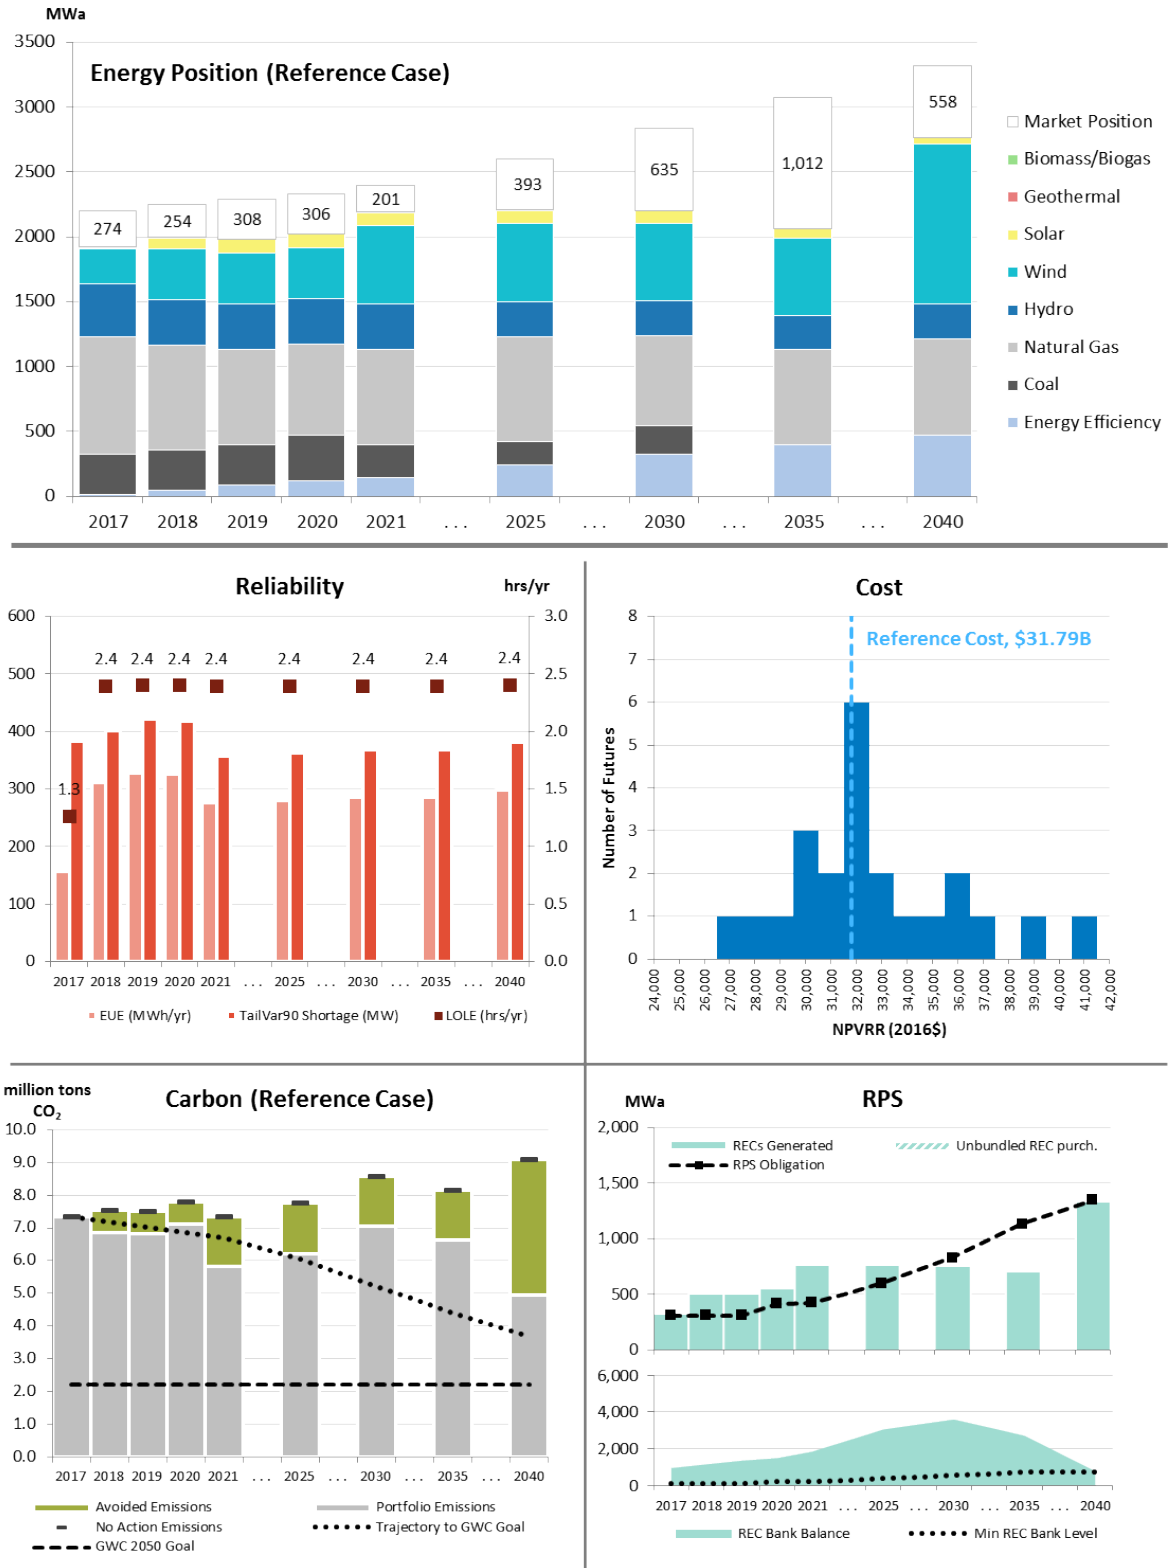 MWa
Energy Position (Reference Case)
3500
3000
2500
2000
1500
1000
500
0
274
254
308
306
201
393
635
1,012
558
2017 2018 2019 2020 2021 ... 2025 ... 2030 ... 2035 ... 2040
Market Position
Biomass/Biogas
Geothermal
Solar
Wind
Hydro
Natural Gas
Coal
Energy Efficiency
Reliability
hrs/yr
600
500
400
300
200
100
0
3.0
2.5
2.0
1.5
1.0
0.5
0.0
1.3
2.4
2.4
2.4
2.4
2.4
2.4
2.4
2.4
2017 2018 2019 2020 2021 ... 2025 ... 2030 ... 2035 ... 2040
EUE (MWh/yr)
TailVar90 Shortage (MW)
LOLE (hrs/yr)
Cost
Reference Cost, $31.79B
Number of Futures
8
7
6
5
4
3
2
1
0
24,000
25,000
26,000
27,000
28,000
29,000
30,000
31,000
32,000
33,000
34,000
35,000
36,000
37,000
38,000
39,000
40,000
41,000
42,000
NPVRR (2016$)
million tons
CO₂
Carbon (Reference Case)
10.0
9.0
8.0
7.0
6.0
5.0
4.0
3.0
2.0
1.0
0.0
2017 2018 2019 2020 2021 ... 2025 ... 2030 ... 2035 ... 2040
Avoided Emissions
Portfolio Emissions
No Action Emissions
Trajectory to GWC Goal
GWC 2050 Goal
MWa
RPS
2,000
1,500
1,000
500
0
RECs Generated
Unbundled REC purch.
RPS Obligation
6,000
4,000
2,000
0
2017 2018 2019 2020 2021 ... 2025 ... 2030 ... 2035 ... 2040
REC Bank Balance
Min REC Bank Level